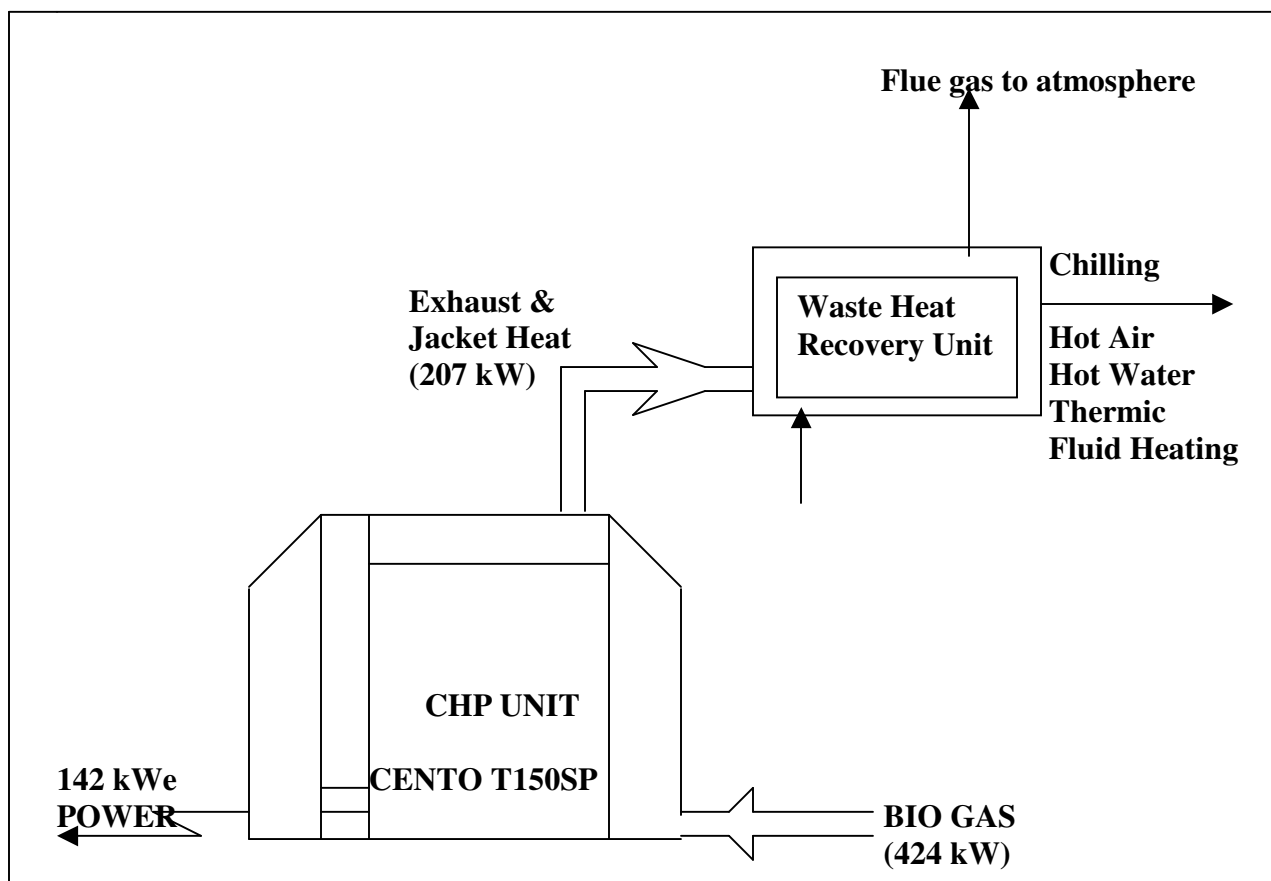 Flue gas to atmosphere
Chilling
Exhaust &
Jacket Heat
(207 kW)
Waste Heat
Recovery Unit
Hot Air
Hot Water
Thermic
Fluid Heating
CHP UNIT
CENTO T150SP
142 kWe
POWER
BIO GAS
(424 kW)